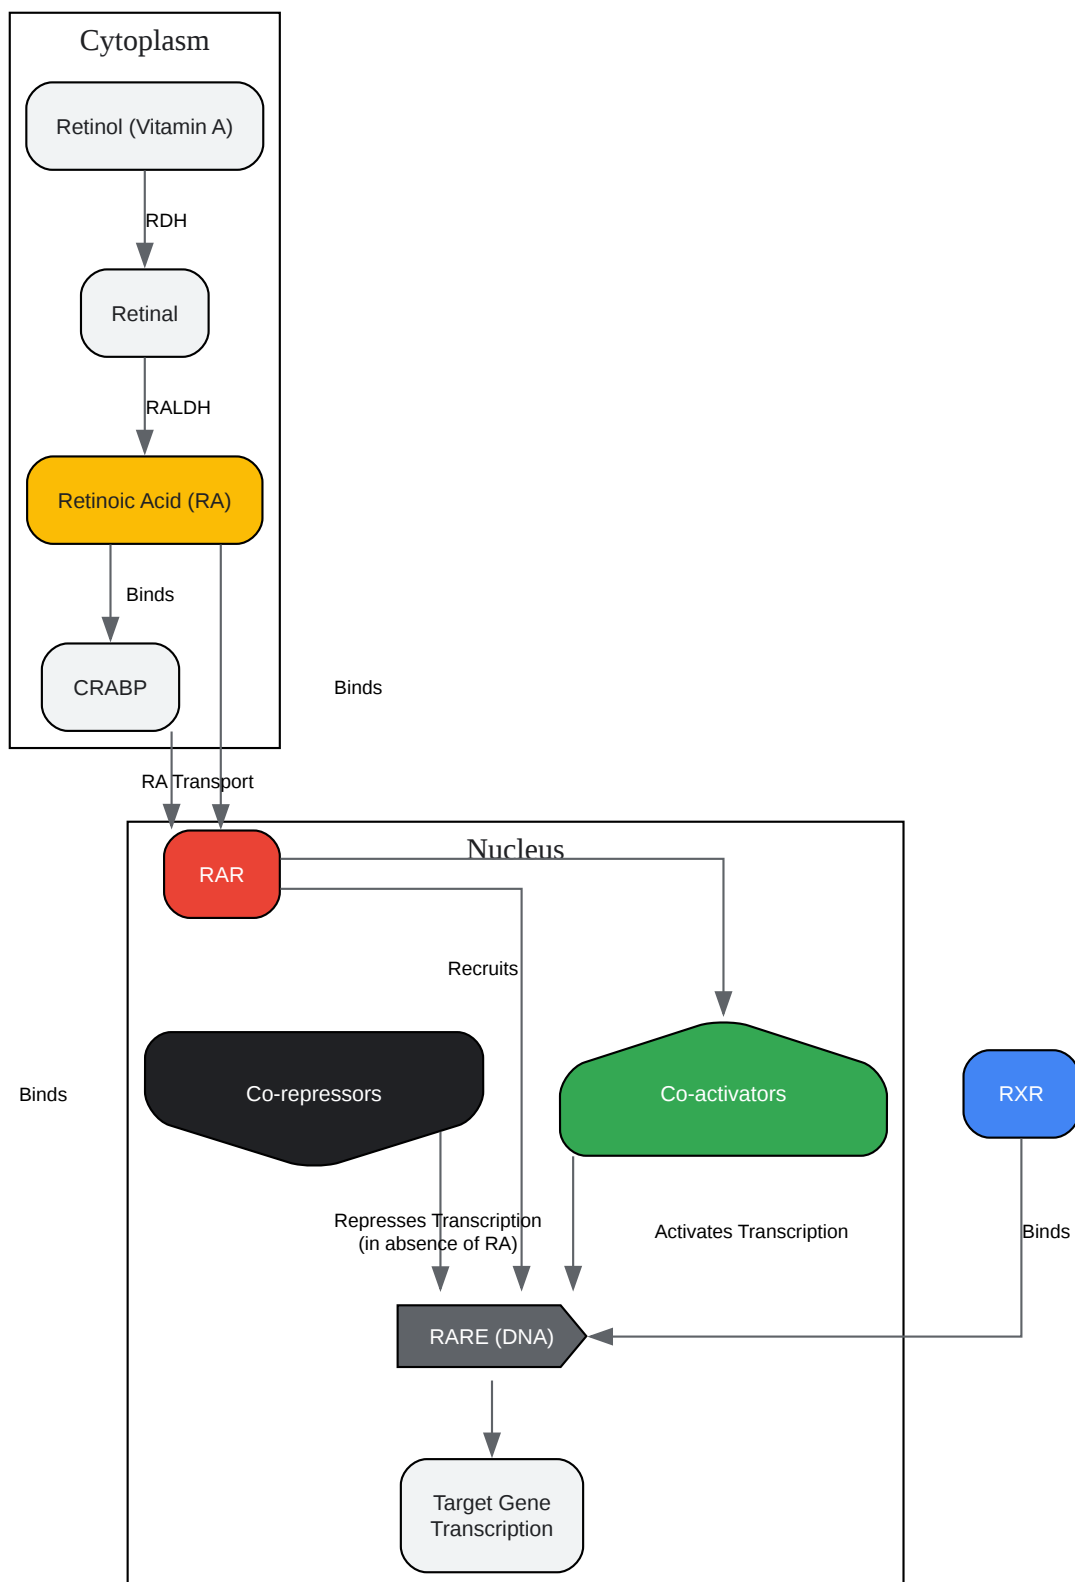 Cytoplasm
Retinol (Vitamin A)
RDH
Retinal
RALDH
Retinoic Acid (RA)
Binds
CRABP
Binds
RA Transport
Nucleus
RAR
Recruits
Co-repressors
Co-activators
RXR
Binds
Represses Transcription
(in absence of RA)
Activates Transcription
Binds
RARE (DNA)
Target Gene
Transcription